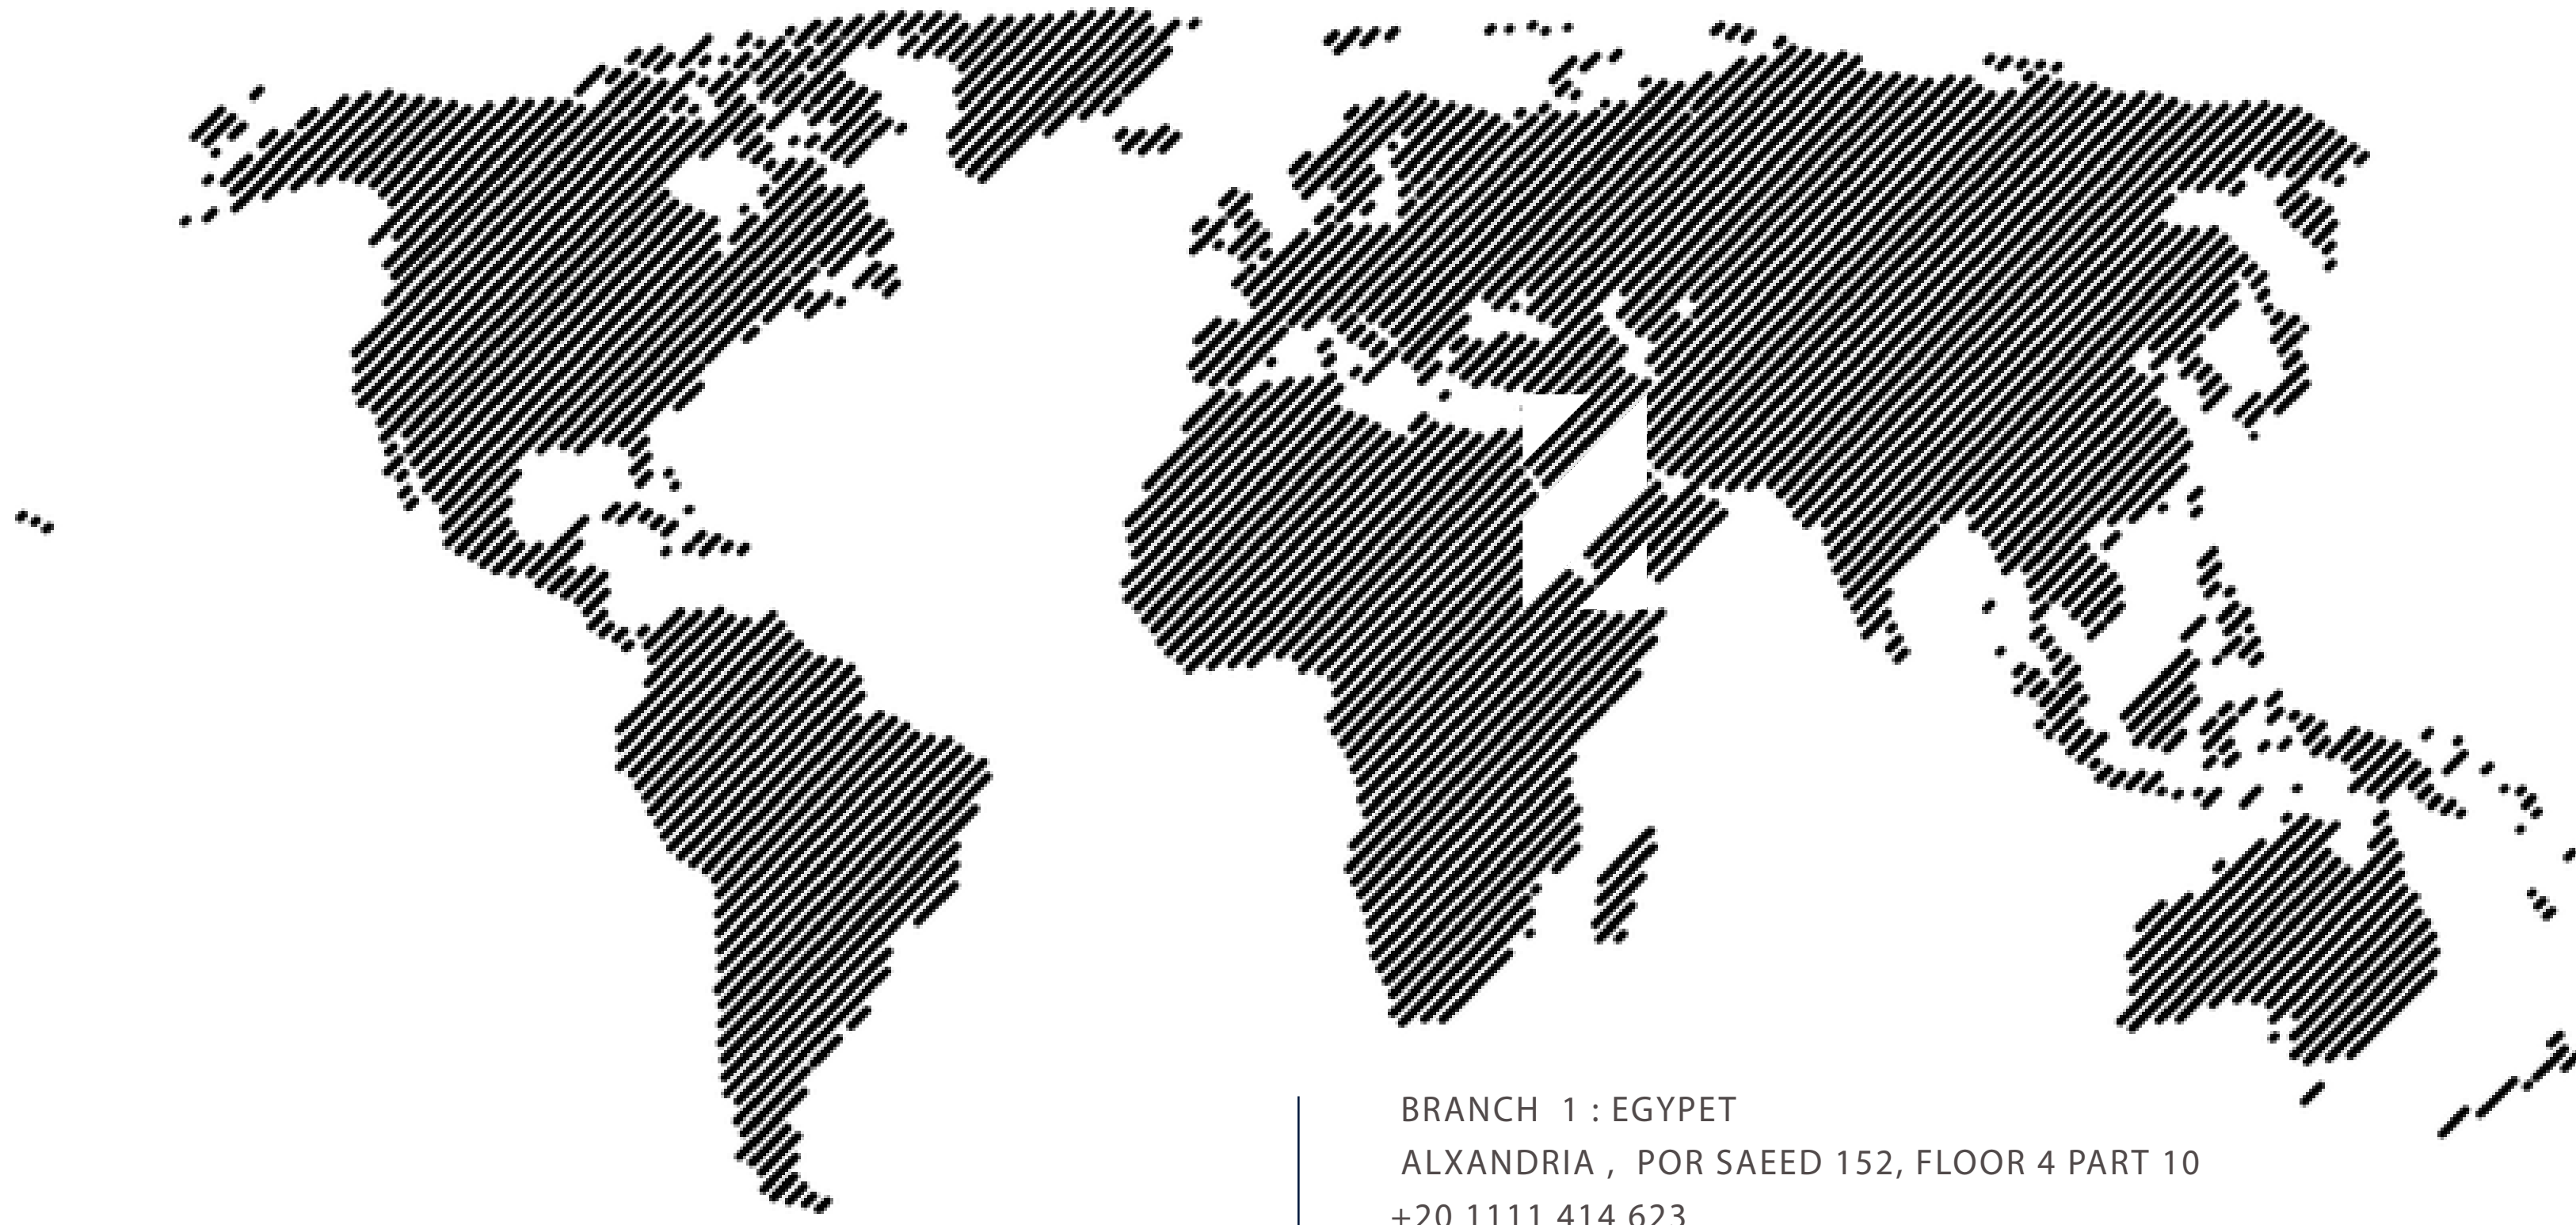 BRANCH 1 : EGYPET
ALXANDRIA , POR SAEED 152, FLOOR 4 PART 10
+20 1111 414 623